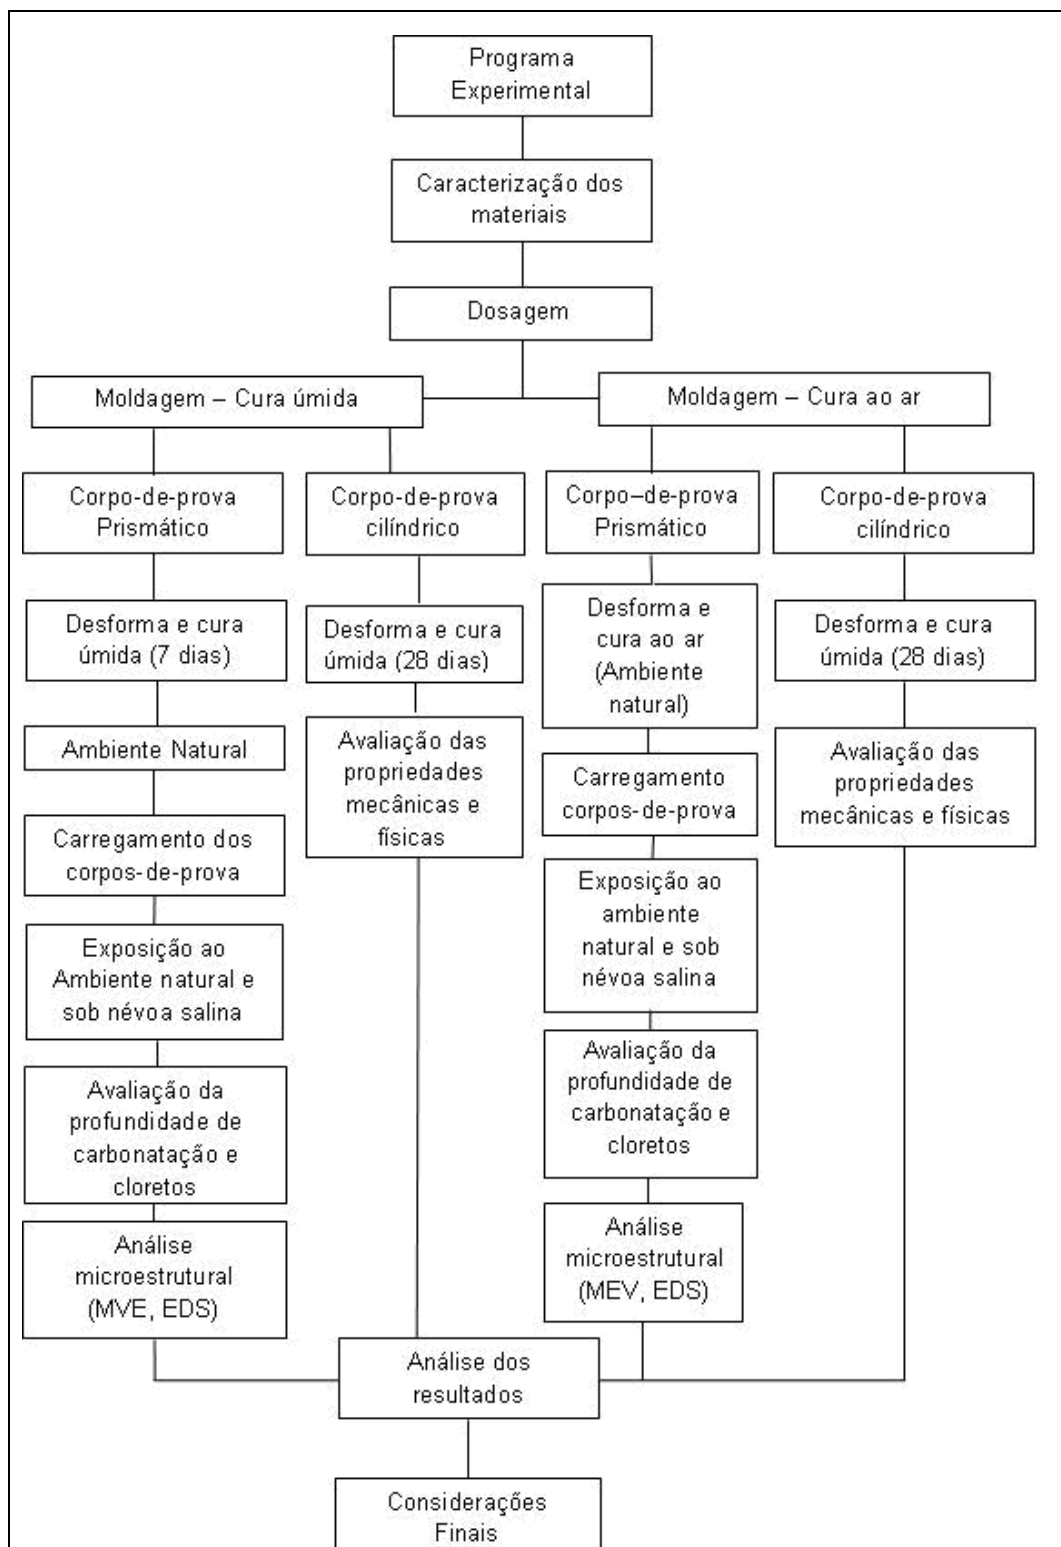 Programa
Experimental
Caracterização dos
materiais
Dosagem
Moldagem – Cura úmida
Moldagem – Cura ao ar
Corpo-de-prova
Prismático
Corpo-de-prova
cilíndrico
Corpo–de-prova
Prismático
Corpo-de-prova
cilíndrico
Desforma e cura
úmida (7 dias)
Desforma e cura
úmida (28 dias)
Desforma e
cura ao ar
(Ambiente
natural)
Desforma e cura
úmida (28 dias)
Ambiente Natural
Avaliação das
propriedades
mecânicas e
físicas
Carregamento
corpos-de-prova
Avaliação das
propriedades
mecânicas e físicas
Carregamento dos
corpos-de-prova
Exposição ao
ambiente
natural e sob
névoa salina
Exposição ao
Ambiente natural e
sob névoa salina
Avaliação da
profundidade de
carbonatação e
cloretos
Avaliação da
profundidade de
carbonatação e
cloretos
Análise
microestrutural
(MVE, EDS)
Análise
microestrutural
(MEV, EDS)
Análise dos
resultados
Considerações
Finais